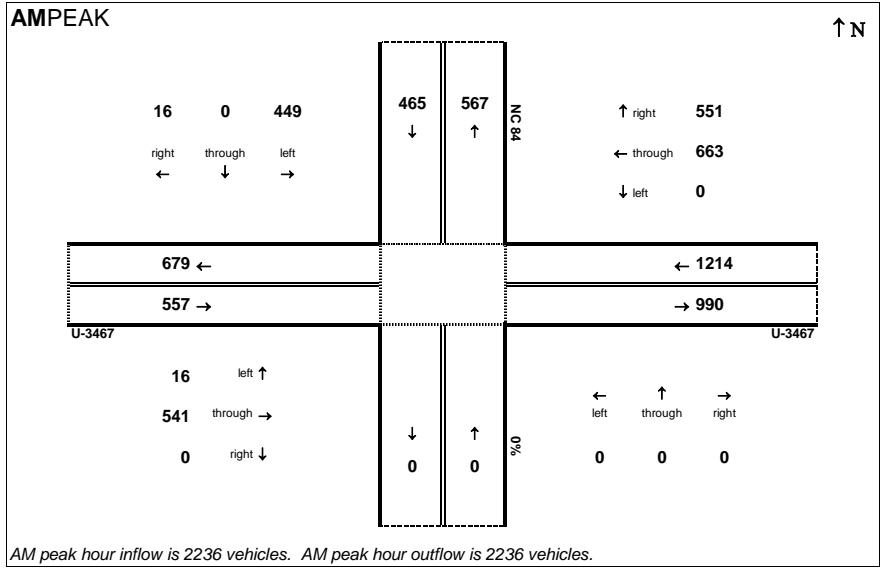 AM PEAK
↑ N
16 0 449
right through left
← ↓ →
465 567
↓ ↑
NC 84
↑ right 551
← through 663
↓ left 0
679 ←
557 →
← 1214
→ 990
U-3467
U-3467
16 left ↑
541 through →
0 right ↓
↓ ↑
0 0
0%
← ↑ →
left through right
0 0 0
AM peak hour inflow is 2236 vehicles. AM peak hour outflow is 2236 vehicles.